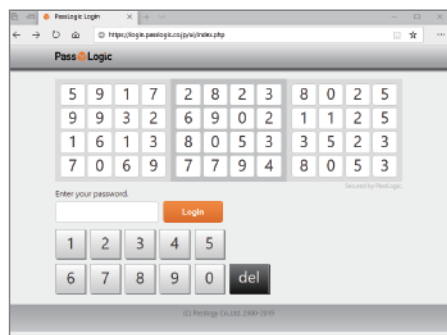 PassLogic Login
https://login.passlogic.co.jp/ui/index.php
PassLogic
5 9 1 7 2 8 2 3 8 0 2 5
9 9 3 2 6 9 0 2 1 1 2 5
1 6 1 3 8 0 5 3 3 5 2 3
7 0 6 9 7 7 9 4 8 0 5 3
Secured by PassLogic.
Enter your password.
Login
1 2 3 4 5
6 7 8 9 0 del
(C) Passlogy Co.,Ltd. 2000-2019